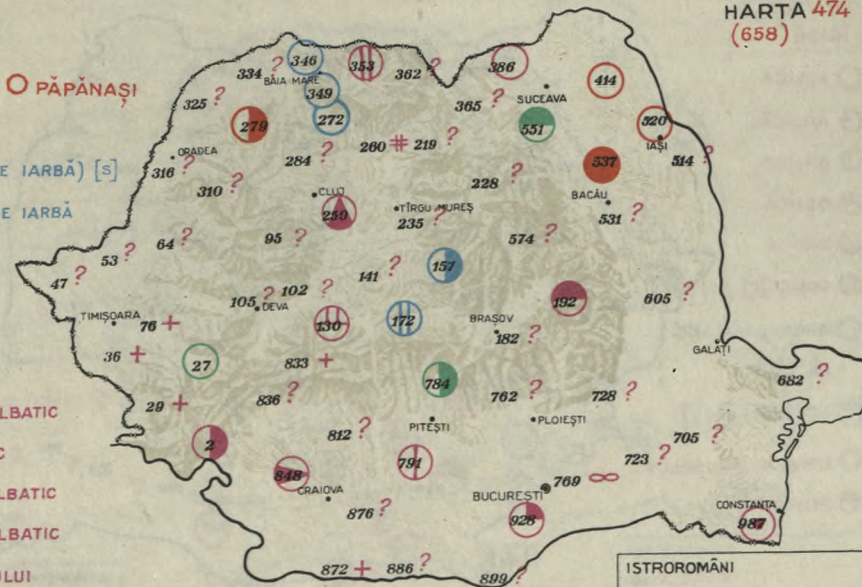 HARTA 474
(658)
PĂPĂNAȘI
E IARBĂ) [S]
E IARBĂ
LBATIC
C
LBATIC
LBATIC
ULUI
346
353
362 ?
386
334 ?
BAIA MARE
349
414
325 ?
365 ?
SUCEAVA
279
272
551
520
IAȘI
514 ?
ORADEA
316 ?
284 ?
260 #
219 ?
537
310 ?
CLUJ
228 ?
BACĂU
250
TÎRGU MUREȘ
235 ?
531 ?
64 ?
95 ?
574 ?
53 ?
47 ?
141 ?
157
105 ?
102 ?
DEVA
192
605 ?
TIMIȘOARA
76 +
130
172
BRAȘOV
182 ?
36 +
27
833 +
GALAȚI
784
682 ?
29 +
836 ?
762 ?
728 ?
PITEȘTI
PLOIEȘTI
2
812 ?
705 ?
791
723 ?
848
CRAIOVA
769 ∞
BUCUREȘTI
876 ?
928
CONSTANȚA
987
872 +
886 ?
899 ?
ISTROROMÂNI